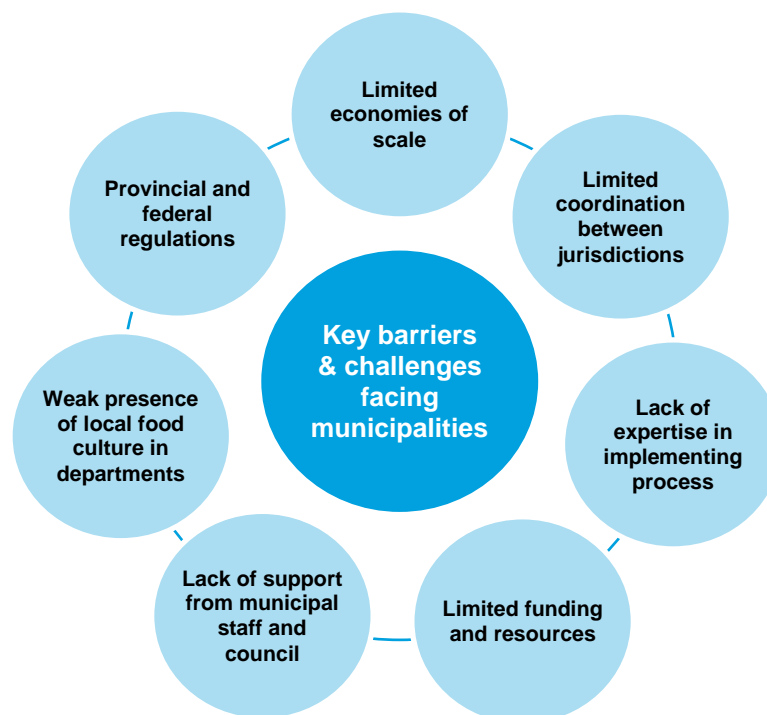 Limited
economies of
scale
Limited
coordination
between
jurisdictions
Lack of
expertise in
implementing
process
Limited funding
and resources
Lack of support
from municipal
staff and
council
Weak presence
of local food
culture in
departments
Provincial and
federal
regulations
Key barriers
& challenges
facing
municipalities